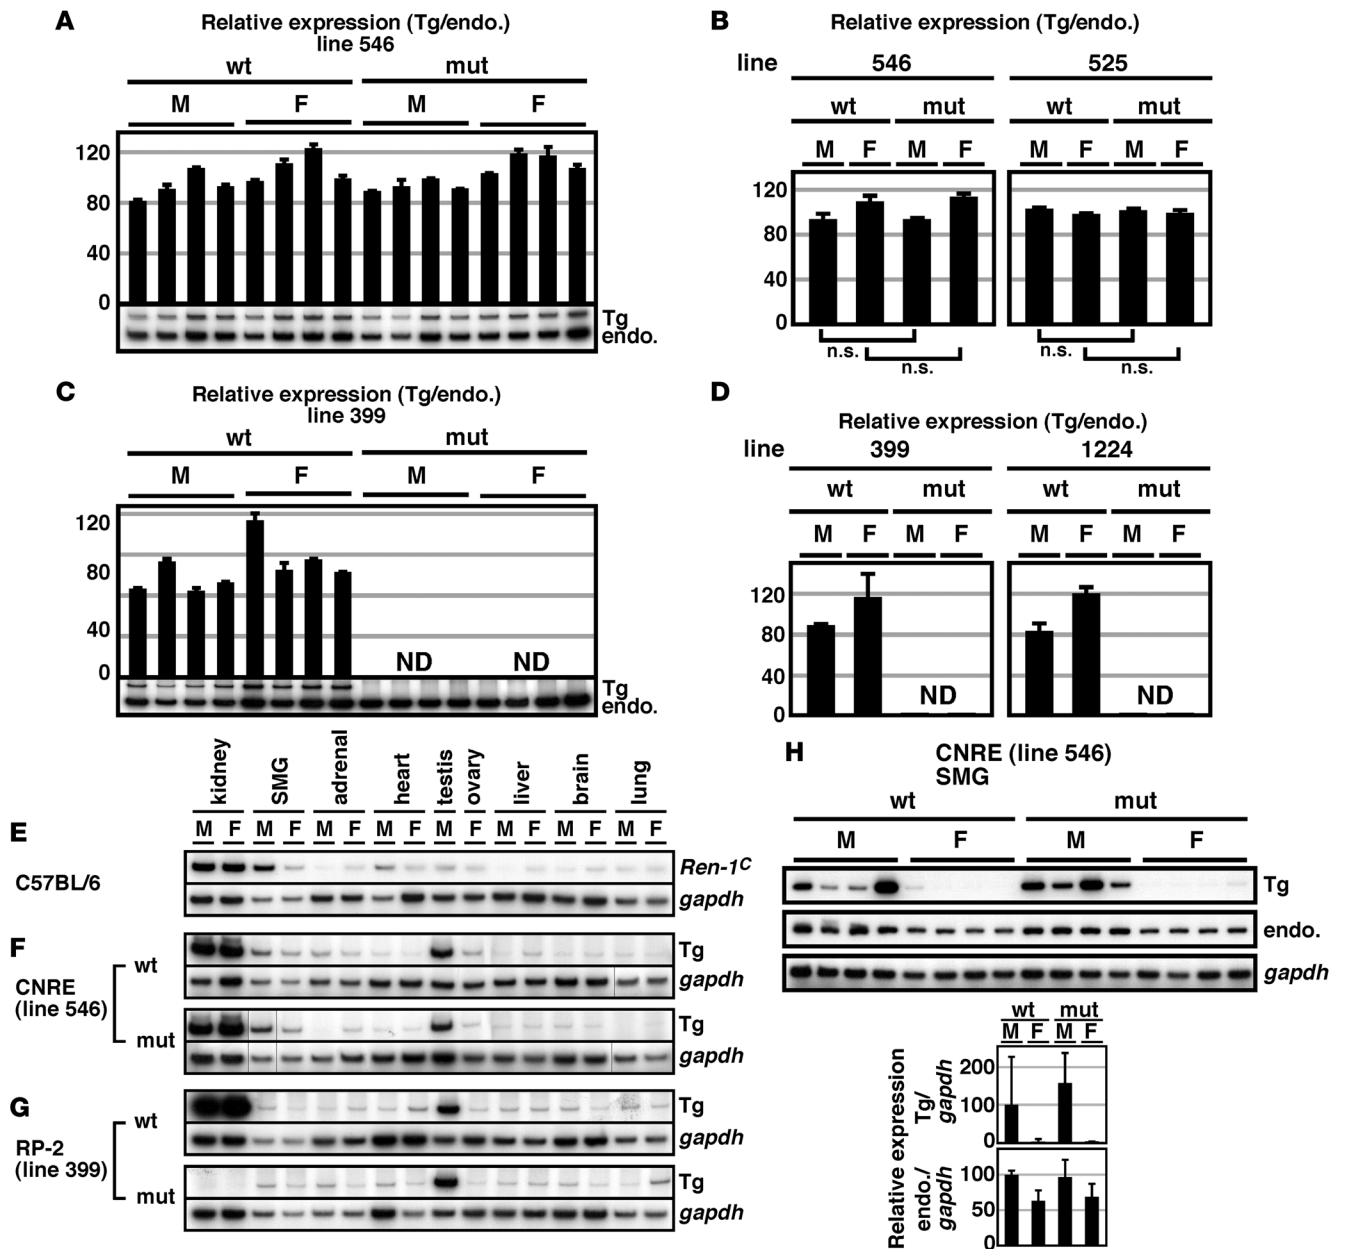 A
Relative expression (Tg/endo.)
line 546
wt mut
M F M F
120
80
40
0
Tg
endo.
B
Relative expression (Tg/endo.)
line 546 525
wt mut wt mut
M F M F M F M F
120
80
40
0
n.s. n.s.
n.s. n.s.
C
Relative expression (Tg/endo.)
line 399
wt mut
M F M F
120
80
40
0
ND ND
Tg
endo.
D
Relative expression (Tg/endo.)
line 399 1224
wt mut wt mut
M F M F M F M F
120
80
40
0
ND ND
kidney SMG adrenal heart testis ovary liver brain lung
M F M F M F M F M F M F M F M F
E
C57BL/6
Ren-1C
gapdh
F
CNRE
(line 546)
wt
Tg
gapdh
mut
Tg
gapdh
G
RP-2
(line 399)
wt
Tg
gapdh
mut
Tg
gapdh
H
CNRE (line 546)
SMG
wt mut
M F M F
Tg
endo.
gapdh
wt mut
M F M F
Relative expression
Tg/
gapdh
200
100
0
endo./
gapdh
100
50
0